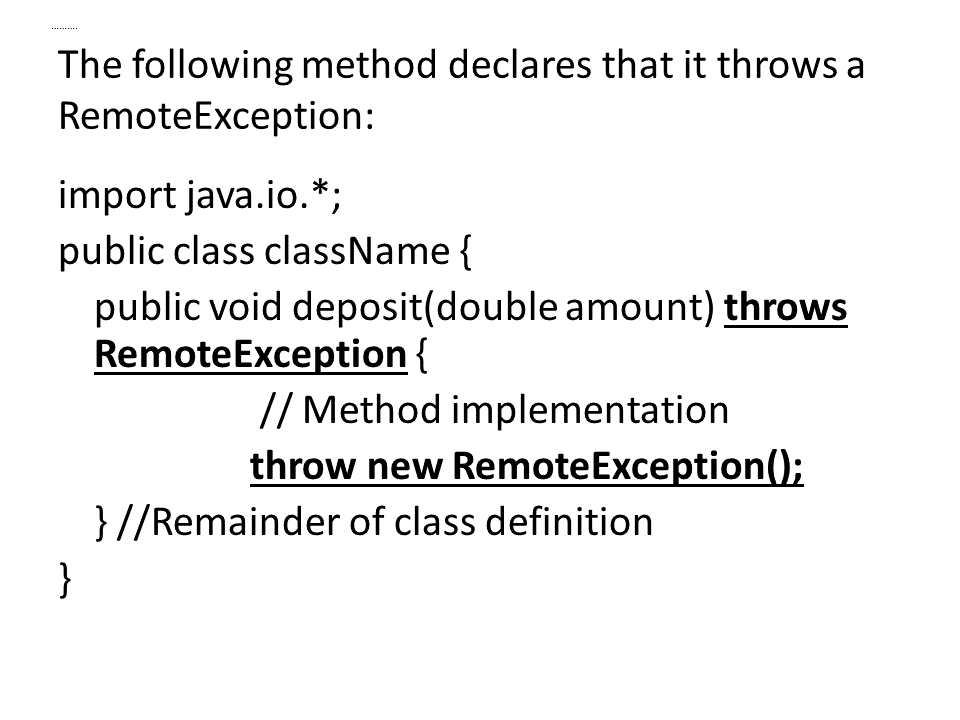 ..........
The following method declares that it throws a
RemoteException:
import java.io.*;
public class className {
public void deposit(double amount) throws
RemoteException {
// Method implementation
throw new RemoteException();
} //Remainder of class definition
}